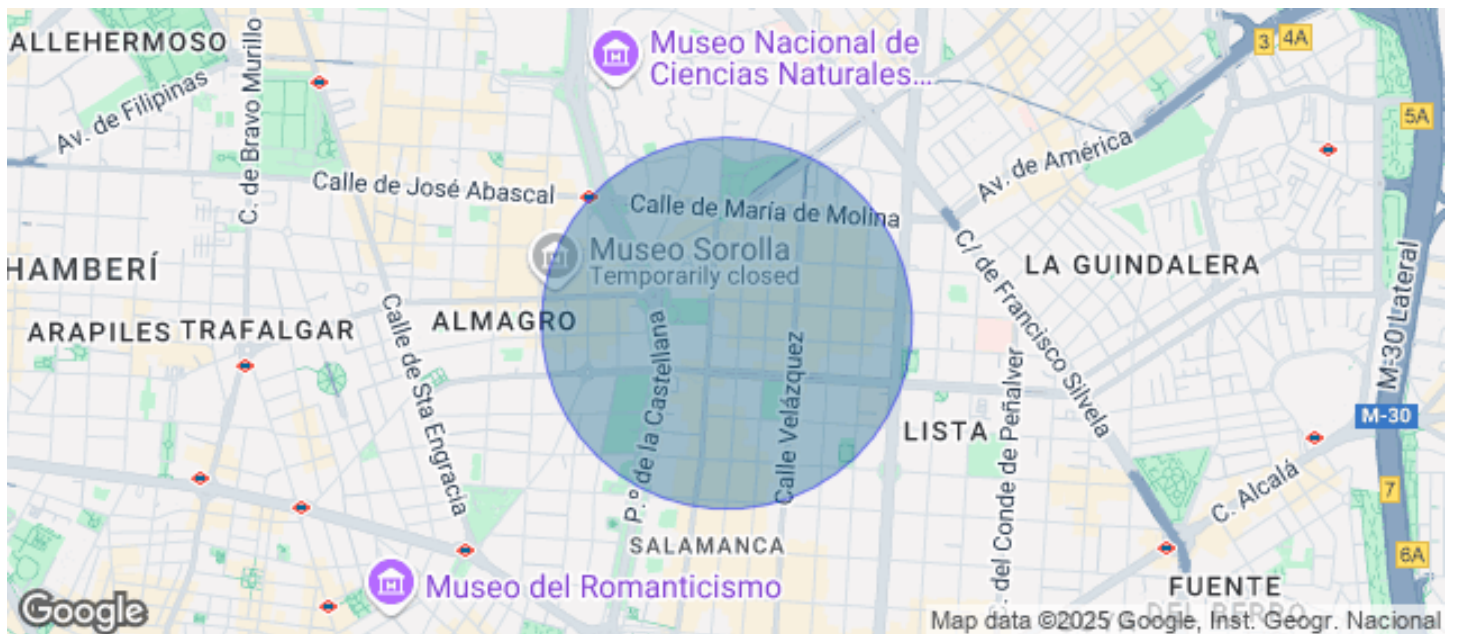 ALLEHERMOSO
Av. de Filipinas
C. de Bravo Murillo
Museo Nacional de
Ciencias Naturales...
3
4A
5A
Av. de América
Calle de José Abascal
Calle de María de Molina
Museo Sorolla
Temporarily closed
C/ de Francisco Silvela
LA GUINDALERA
M-30 Lateral
HAMBERÍ
ARAPILES
TRAFALGAR
ALMAGRO
Calle de Sta Engracia
P.º de la Castellana
Calle Velázquez
LISTA
. del Conde de Peñalver
M-30
7
C. Alcalá
6A
SALAMANCA
Museo del Romanticismo
FUENTE
DEL BERRO
Google
Map data ©2025 Google, Inst. Geogr. Nacional